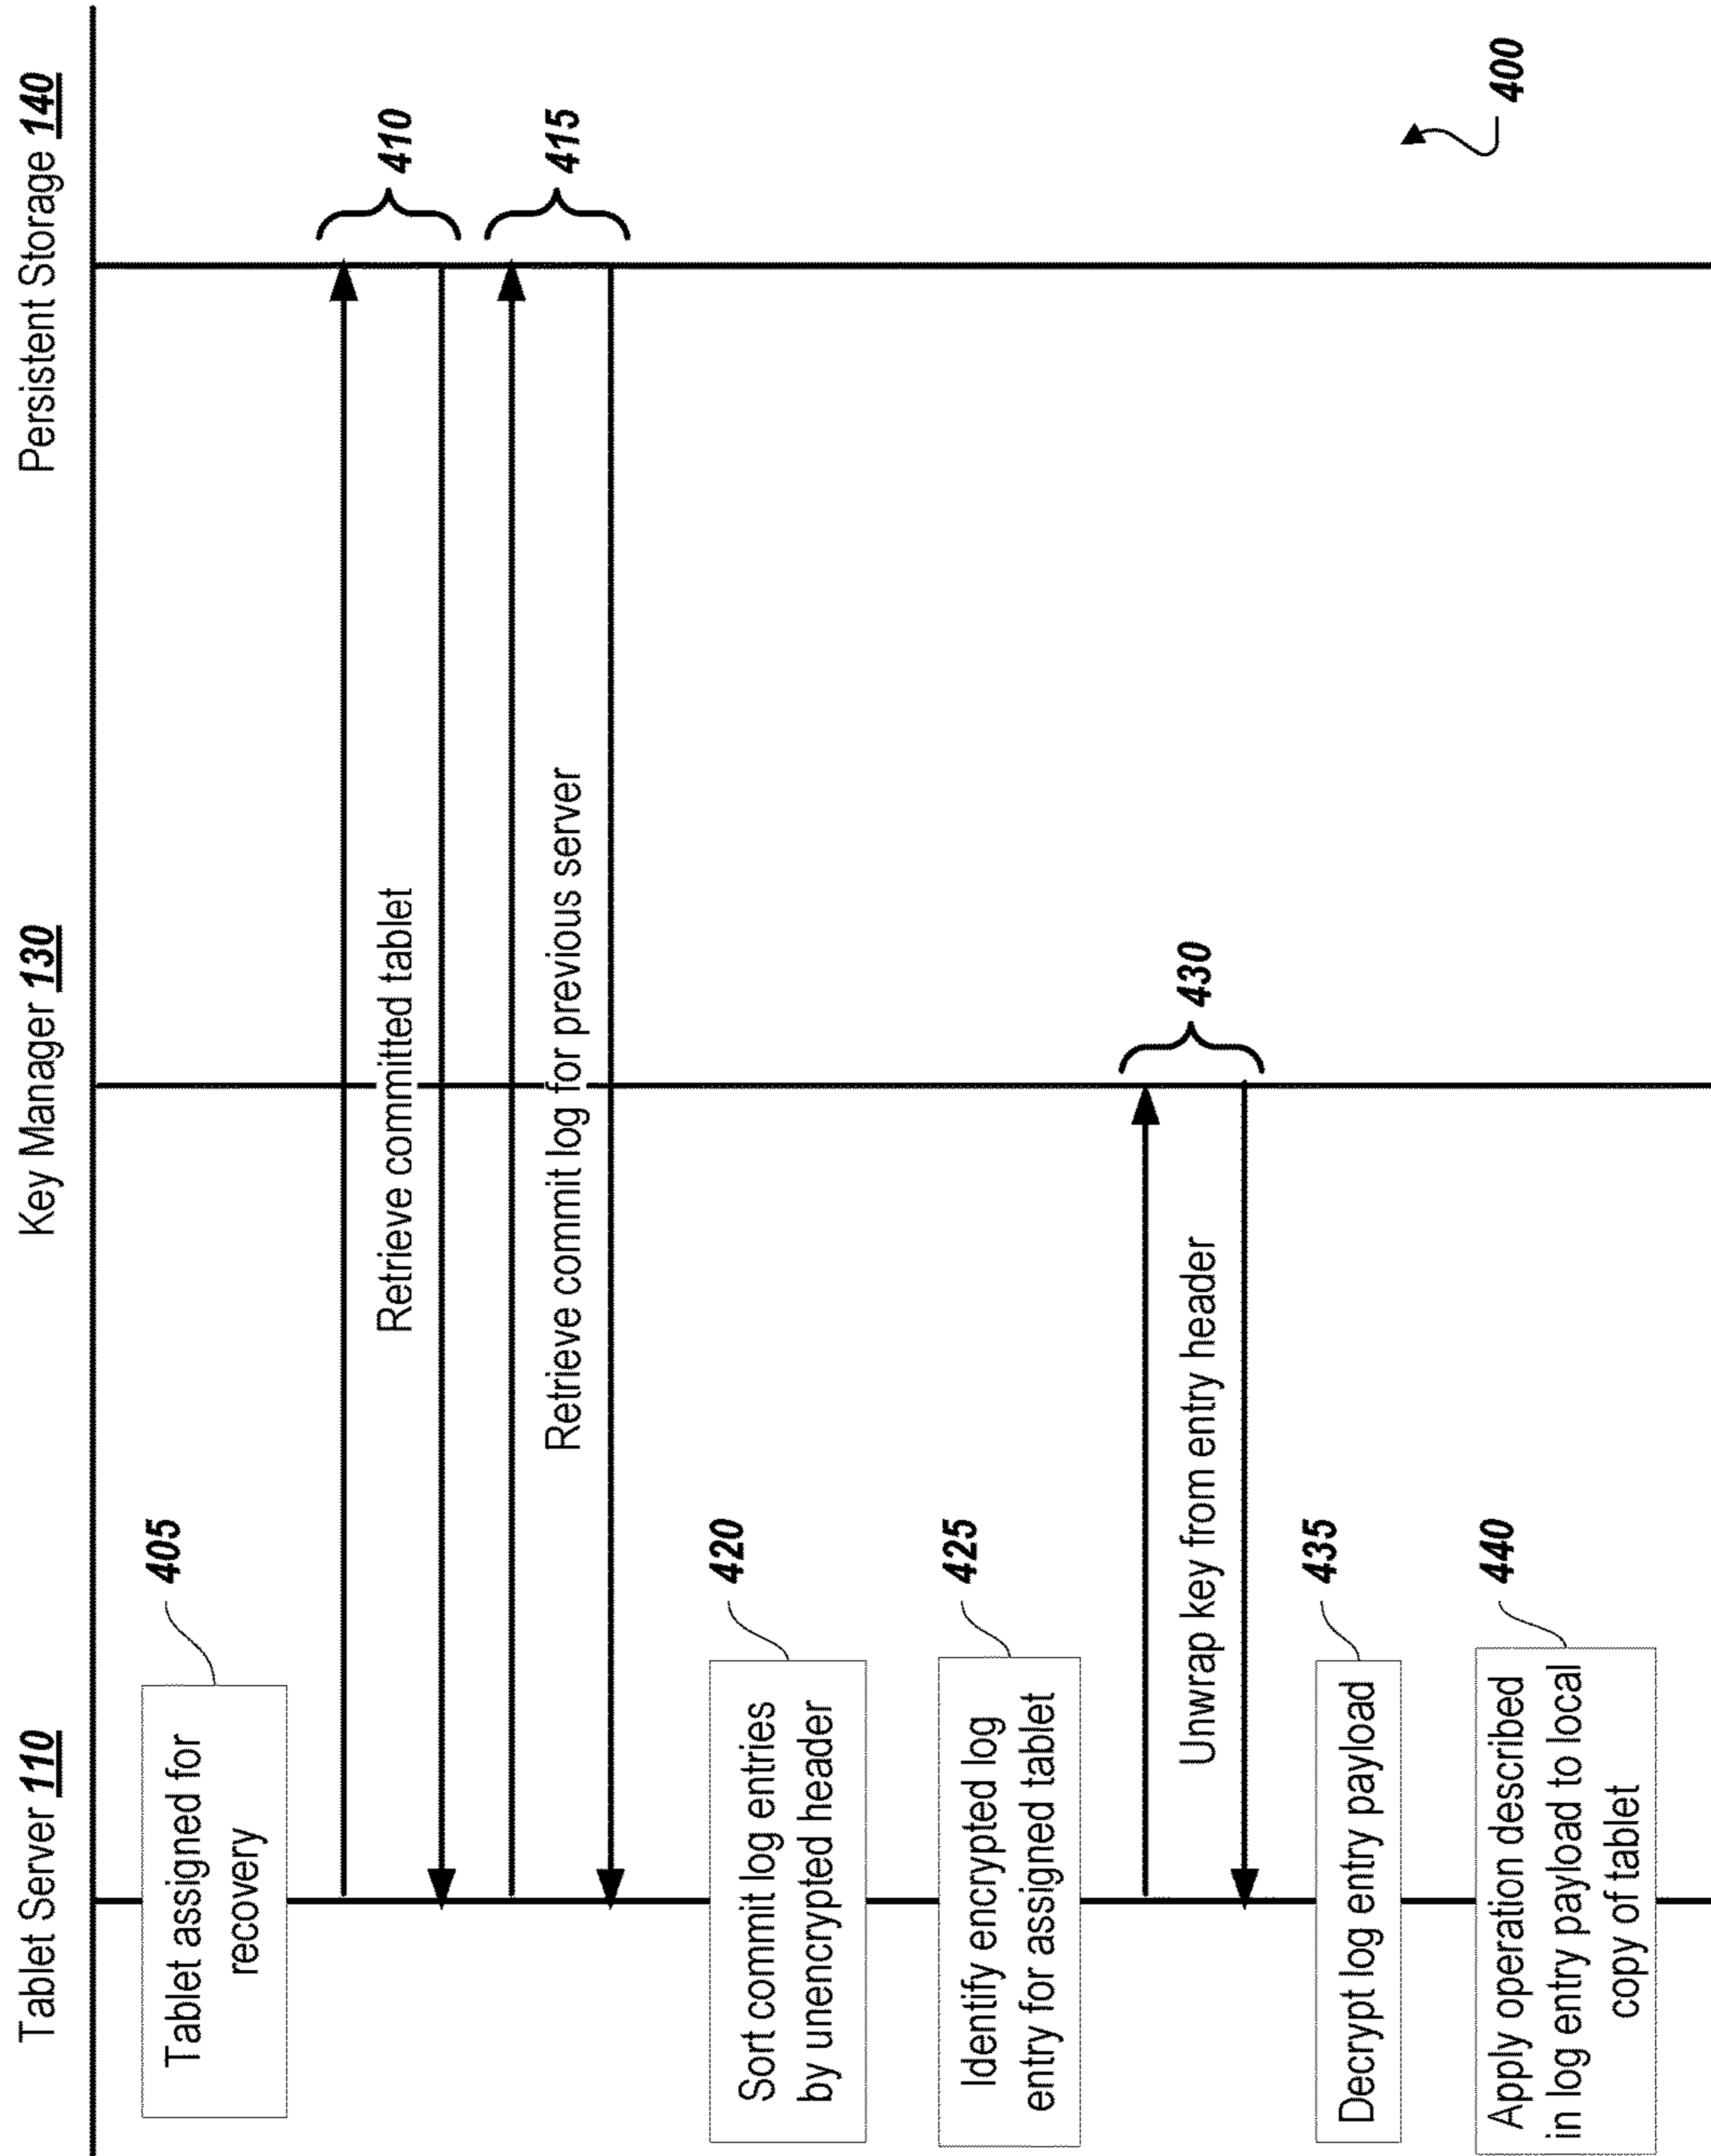 Tablet Server 110
Key Manager 130
Persistent Storage 140
405
Tablet assigned for
recovery
Retrieve committed tablet
410
Retrieve commit log for previous server
415
420
Sort commit log entries
by unencrypted header
425
Identify encrypted log
entry for assigned tablet
Unwrap key from entry header
430
435
Decrypt log entry payload
440
Apply operation described
in log entry payload to local
copy of tablet
400